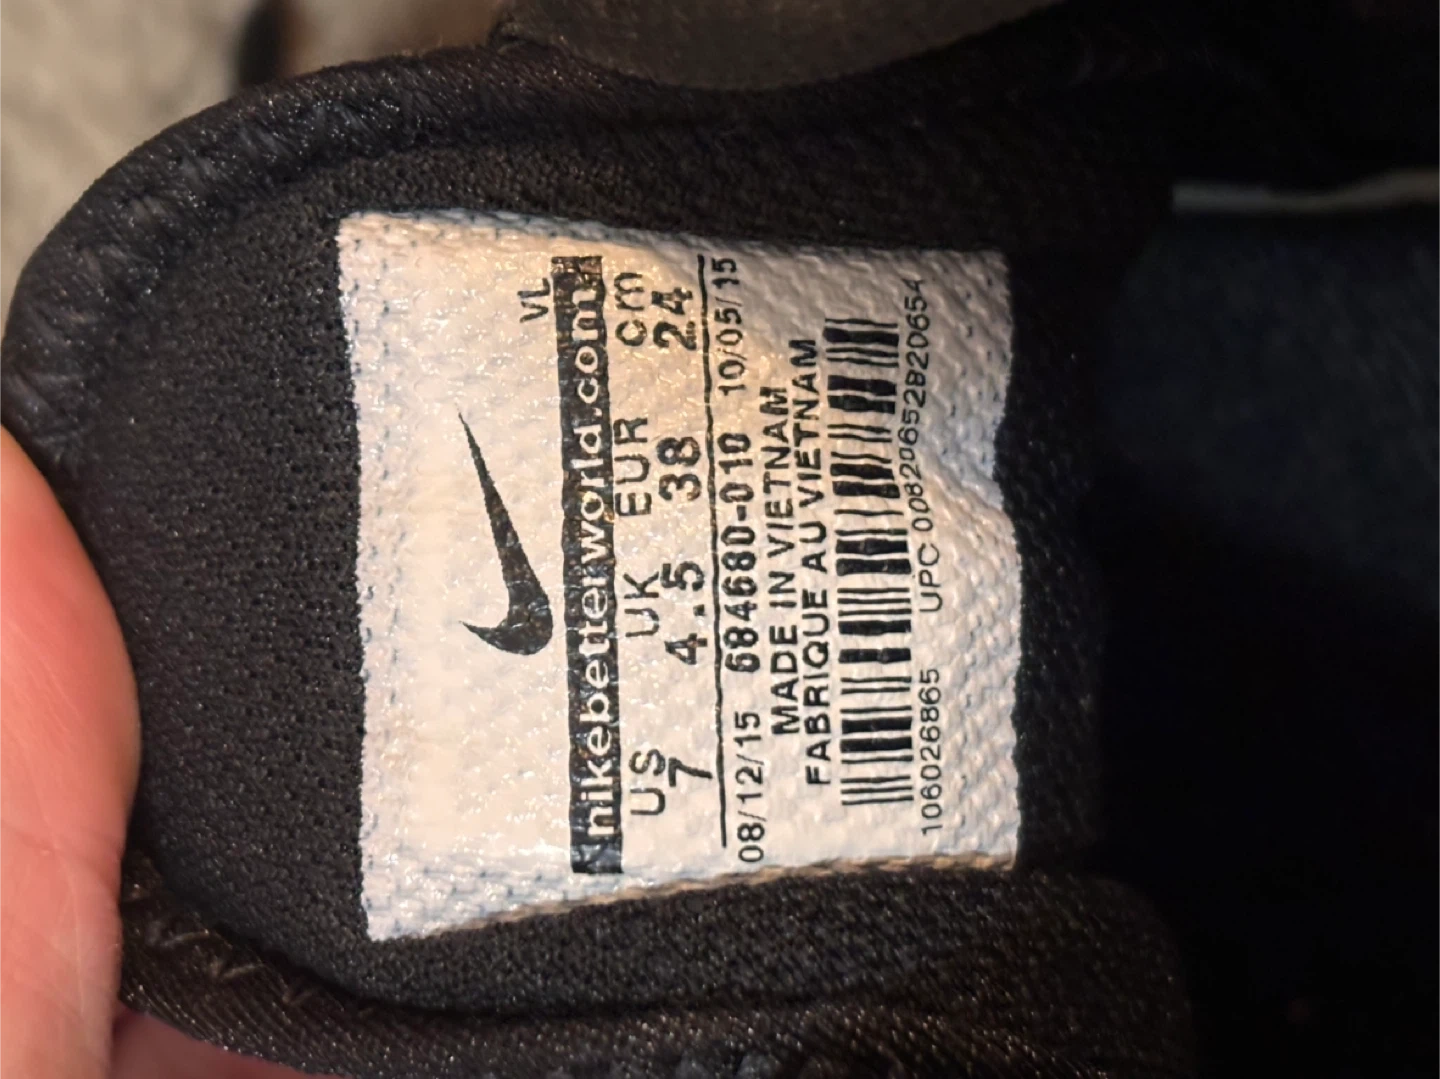 VL
nikebetterworld.com
US UK EUR cm
7 4.5 38 24
08/12/15 684680-010 10/05/15
MADE IN VIETNAM
FABRIQUE AU VIETNAM
106026865 UPC 00820652820654